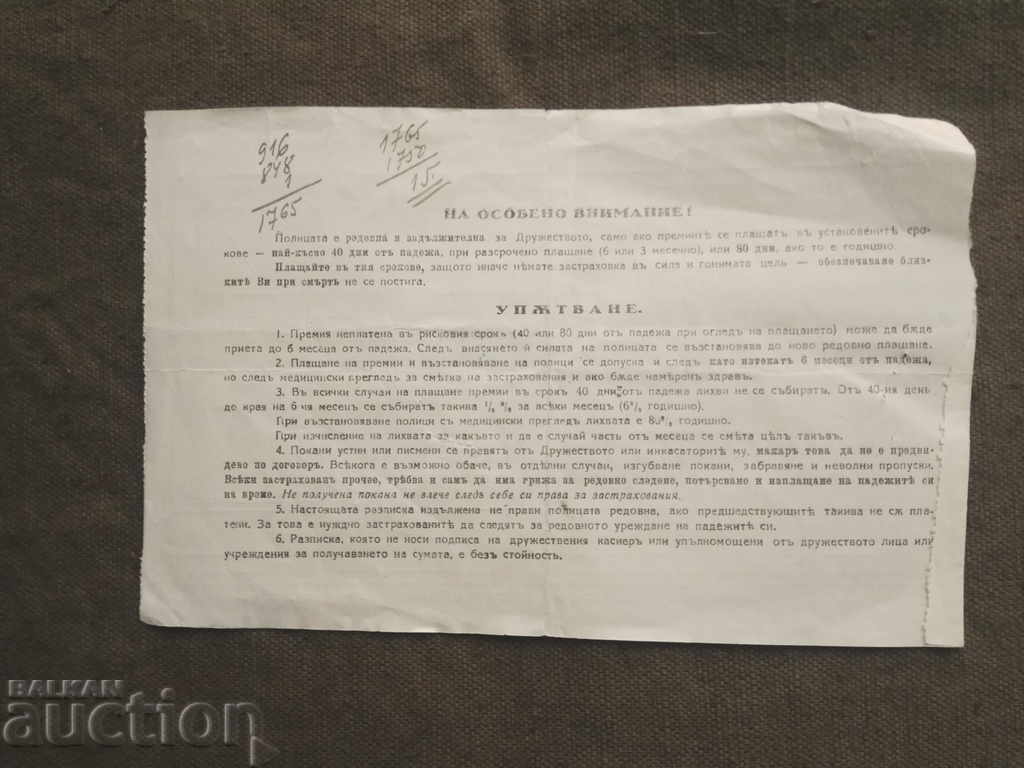 916
848
1
1765
1765
1750
15.
НА ОСОБЕНО ВНИМАНИЕ!
Полицата е редовна и задължителна за Дружеството, само ако премиитѣ се плащатъ въ установенитѣ сро-
кове — най-късно 40 дни отъ падежа, при разсрочено плащане (6 или 3 месечно), или 80 дни, ако то е годишно.
Плащайте въ тия срокове, защото иначе нѣмате застраховка въ сила и гонимата цель — обезпечаване близ-
китѣ Ви при смърть не се постига.
УПѪТВАНЕ.
1. Премия неплатена въ рисковия срокъ (40 или 80 дни отъ падежа при огледъ на плащането) може да бѫде
приета до 6 месеца отъ падежа. Следъ внасянето ѝ силата на полицата се възстановява до ново редовно плащане.
2. Плащане на премии и възстановяване на полици се допуска и следъ като изтекатъ 6 месеци отъ падежа,
но следъ медицински прегледъ за смѣтка на застрахования и ако бѫде намѣренъ здравъ.
3. Въ всички случаи на плащане премии въ срокъ 40 дни отъ падежа лихви не се събиратъ. Отъ 40-ия день
до края на 6-ия месецъ се събиратъ такива ½ % за всѣки месецъ (6% годишно).
При възстановяване полици съ медицински прегледъ лихвата е 8% годишно.
При изчисление на лихвата за какъвто и да е случай часть отъ месеца се смѣта цѣлъ такъвъ.
4. Покани устни или писмени се правятъ отъ Дружеството или инкасаторитѣ му, макаръ това да не е предви-
дено по договоръ. Всѣкога е възможно обаче, въ отдѣлни случаи, изгубване покани, забравяне и неволни пропуски.
Всѣки застрахованъ прочее, трѣбва и самъ да има грижа за редовно следене, потърсване и наплащане на падежитѣ си
на време. Не получена покана не влече следъ себе си права за застрахования.
5. Настоящата разписка издължена не прави полицата редовна, ако предшедствующитѣ такива не сѫ пла-
тени. За това е нуждно застрахованитѣ да следятъ за редовното уреждане на падежитѣ си.
6. Разписка, която не носи подписа на дружествения касиеръ или упълномощени отъ дружеството лица или
учреждения за получаването на сумата, е безъ стойность.
BALKAN
auction